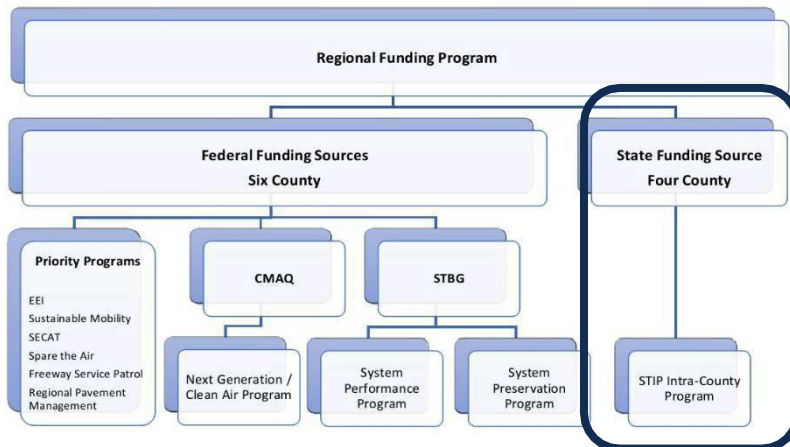 Regional Funding Program
Federal Funding Sources
Six County
State Funding Source
Four County
Priority Programs
EEI
Sustainable Mobility
SECAT
Spare the Air
Freeway Service Patrol
Regional Pavement
Management
CMAQ
STBG
Next Generation /
Clean Air Program
System
Performance
Program
System
Preservation
Program
STIP Intra-County
Program